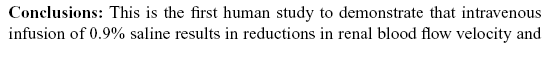 Conclusions: This is the first human study to demonstrate that intravenous
infusion of 0.9% saline results in reductions in renal blood flow velocity and